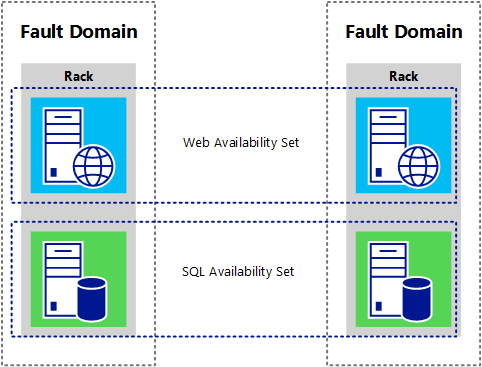 Fault Domain
Fault Domain
Rack
Rack
Web Availability Set
SQL Availability Set